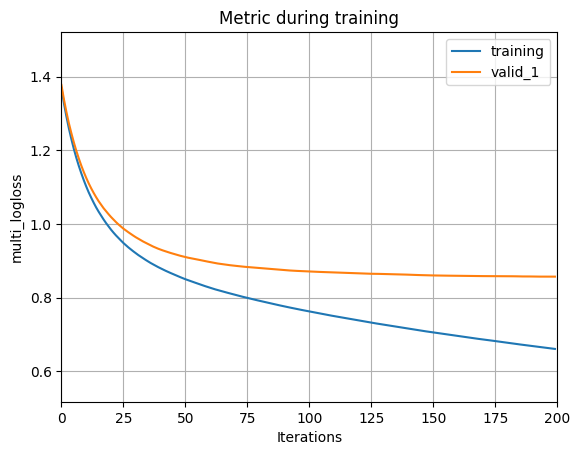 Metric during training
training
valid_1
multi_logloss
1.4
1.2
1.0
0.8
0.6
0 25 50 75 100 125 150 175 200
Iterations